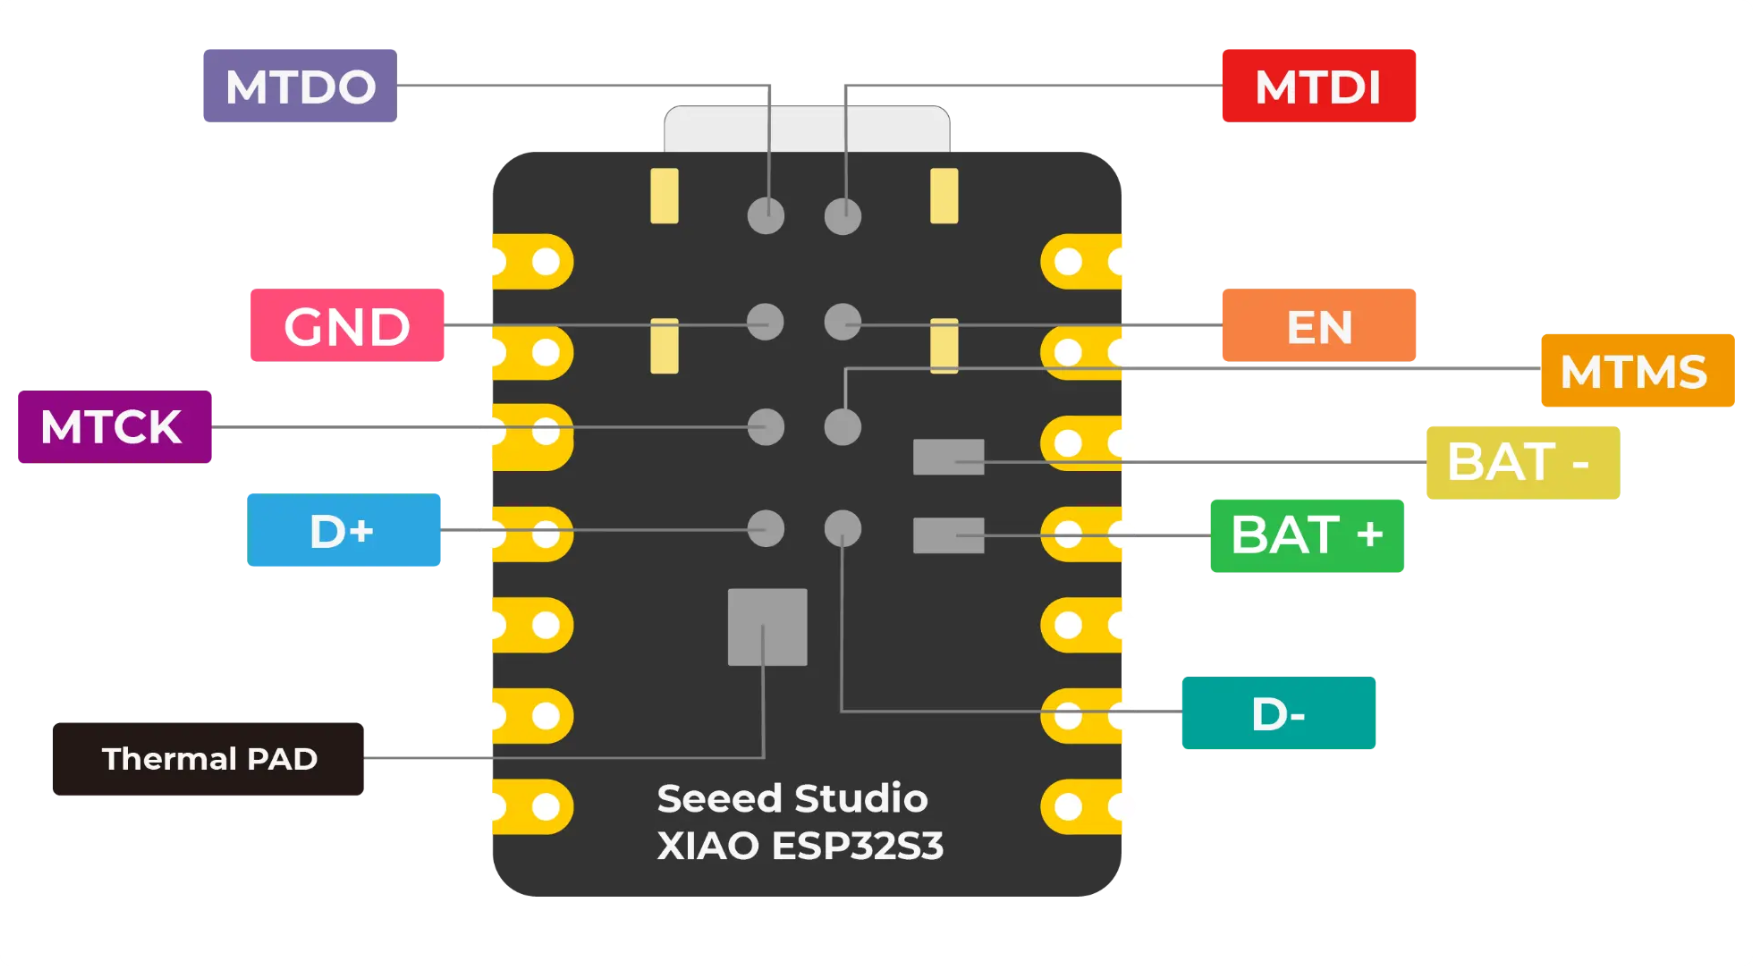 MTDO
MTDI
GND
EN
MTMS
MTCK
BAT -
D+
BAT +
D-
Thermal PAD
Seeed Studio
XIAO ESP32S3